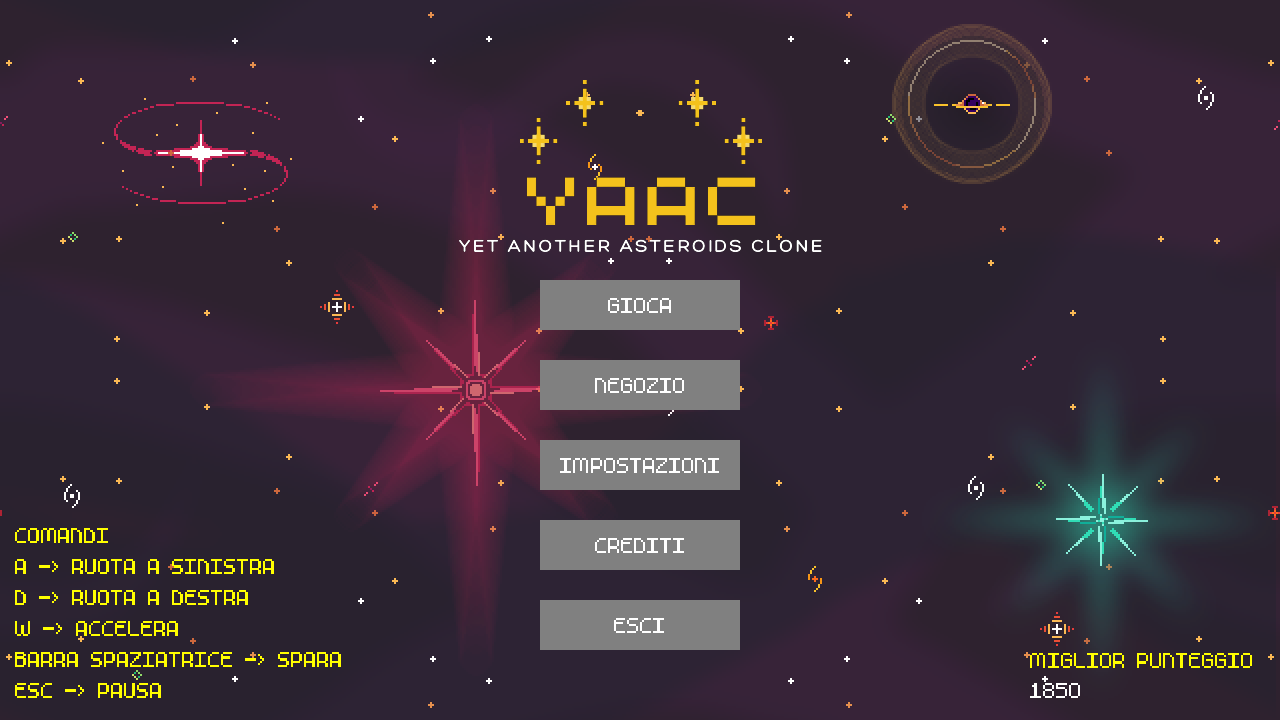 YAAC
YET ANOTHER ASTEROIDS CLONE
GIOCA
NEGOZIO
IMPOSTAZIONI
CREDITI
ESCI
COMANDI
A -> RUOTA A SINISTRA
D -> RUOTA A DESTRA
W -> ACCELERA
BARRA SPAZIATRICE -> SPARA
ESC -> PAUSA
MIGLIOR PUNTEGGIO
1850